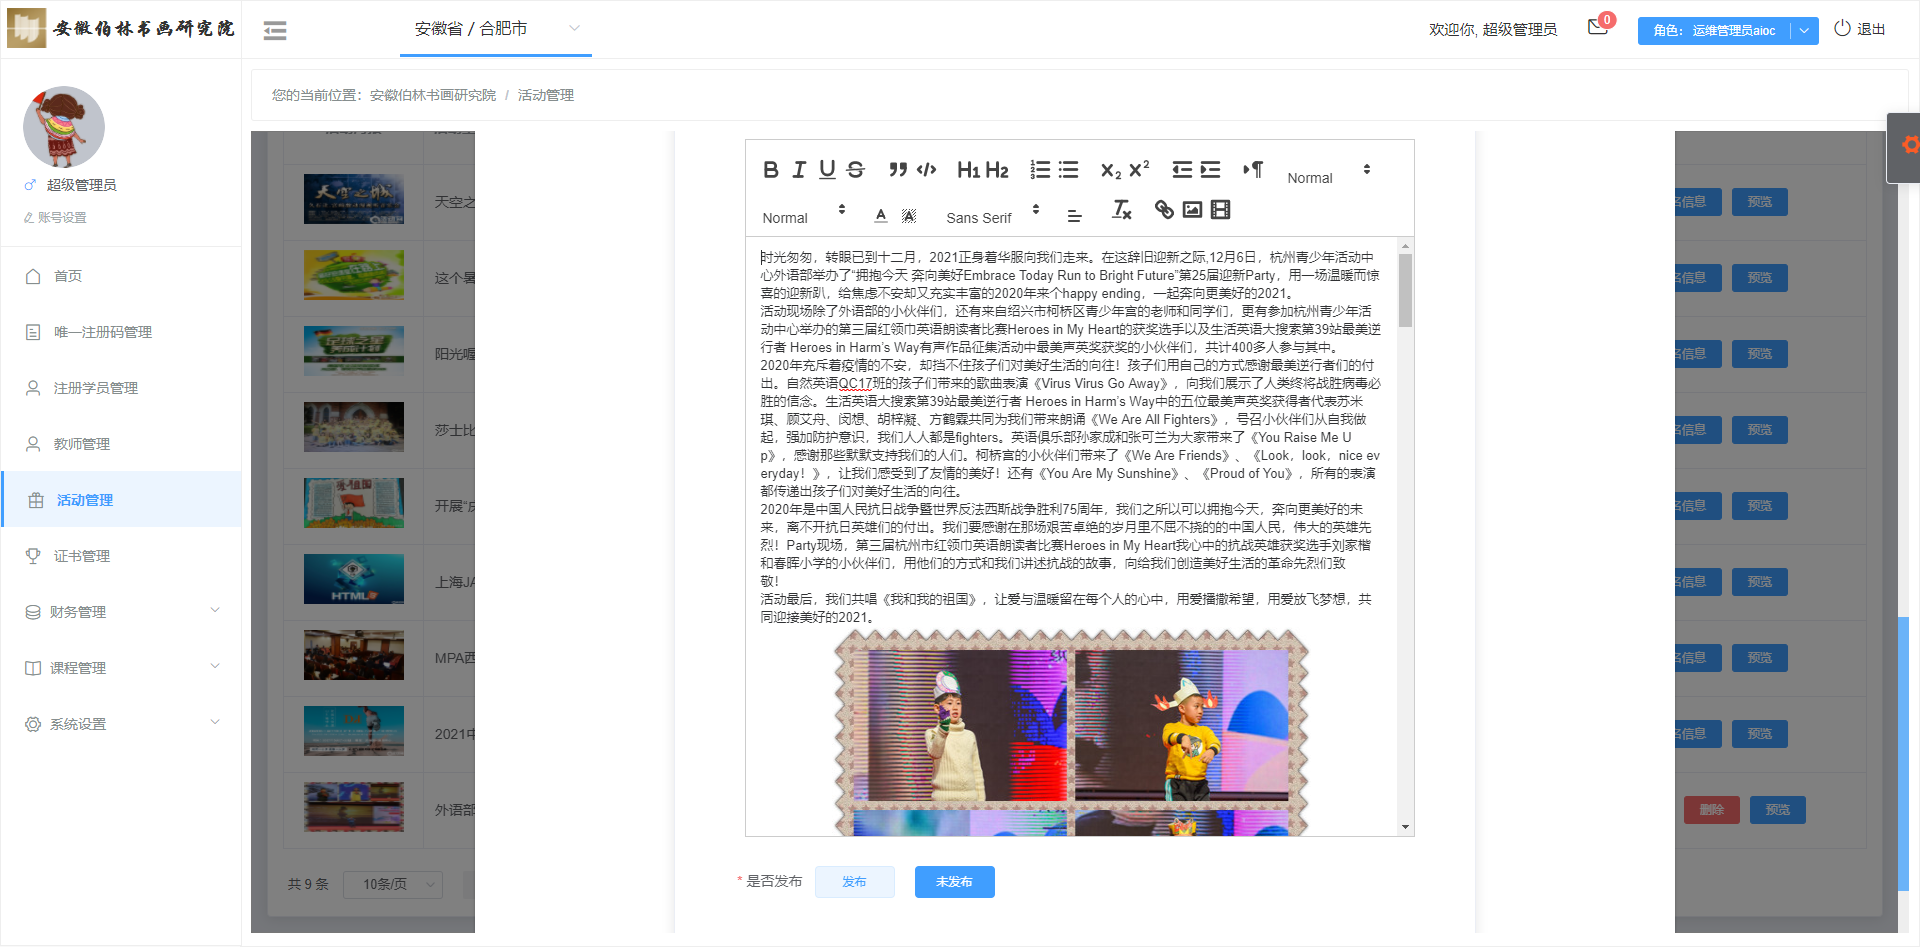 安徽伯林书画研究院
安徽省 / 合肥市
欢迎你, 超级管理员
0
角色： 运维管理员aioc
退出
超级管理员
账号设置
首页
唯一注册码管理
注册学员管理
教师管理
活动管理
证书管理
财务管理
课程管理
系统设置
您的当前位置：安徽伯林书画研究院 / 活动管理
天空之
这个暑
阳光喔
莎士比
开展“庆
上海JA
MPA西
2021中
外语部
共 9 条
10条/页
Normal
Normal
Sans Serif
时光匆匆，转眼已到十二月，2021正身着华服向我们走来。在这辞旧迎新之际,12月6日，杭州青少年活动中
心外语部举办了“拥抱今天 奔向美好Embrace Today Run to Bright Future”第25届迎新Party，用一场温暖而惊
喜的迎新趴，给焦虑不安却又充实丰富的2020年来个happy ending，一起奔向更美好的2021。
活动现场除了外语部的小伙伴们，还有来自绍兴市柯桥区青少年宫的老师和同学们，更有参加杭州青少年活
动中心举办的第三届红领巾英语朗读者比赛Heroes in My Heart的获奖选手以及生活英语大搜索第39站最美逆
行者 Heroes in Harm’s Way有声作品征集活动中最美声英奖获奖的小伙伴们，共计400多人参与其中。
2020年充斥着疫情的不安，却挡不住孩子们对美好生活的向往！孩子们用自己的方式感谢最美逆行者们的付
出。自然英语QC17班的孩子们带来的歌曲表演《Virus Virus Go Away》，向我们展示了人类终将战胜病毒必
胜的信念。生活英语大搜索第39站最美逆行者 Heroes in Harm’s Way中的五位最美声英奖获得者代表苏米
琪、顾艾舟、闵想、胡梓凝、方鹤霖共同为我们带来朗诵《We Are All Fighters》，号召小伙伴们从自我做
起，强加防护意识，我们人人都是fighters。英语俱乐部孙家成和张可兰为大家带来了《You Raise Me U
p》，感谢那些默默支持我们的人们。柯桥宫的小伙伴们带来了《We Are Friends》、《Look，look，nice ev
eryday！》，让我们感受到了友情的美好！还有《You Are My Sunshine》、《Proud of You》，所有的表演
都传递出孩子们对美好生活的向往。
2020年是中国人民抗日战争暨世界反法西斯战争胜利75周年，我们之所以可以拥抱今天，奔向更美好的未
来，离不开抗日英雄们的付出。我们要感谢在那场艰苦卓绝的岁月里不屈不挠的的中国人民，伟大的英雄先
烈！Party现场，第三届杭州市红领巾英语朗读者比赛Heroes in My Heart我心中的抗战英雄获奖选手刘家楷
和春晖小学的小伙伴们，用他们的方式和我们讲述抗战的故事，向给我们创造美好生活的革命先烈们致
敬！
活动最后，我们共唱《我和我的祖国》，让爱与温暖留在每个人的心中，用爱播撒希望，用爱放飞梦想，共
同迎接美好的2021。
* 是否发布
发布
未发布
名信息
预览
名信息
预览
名信息
预览
名信息
预览
名信息
预览
名信息
预览
名信息
预览
名信息
预览
删除
预览